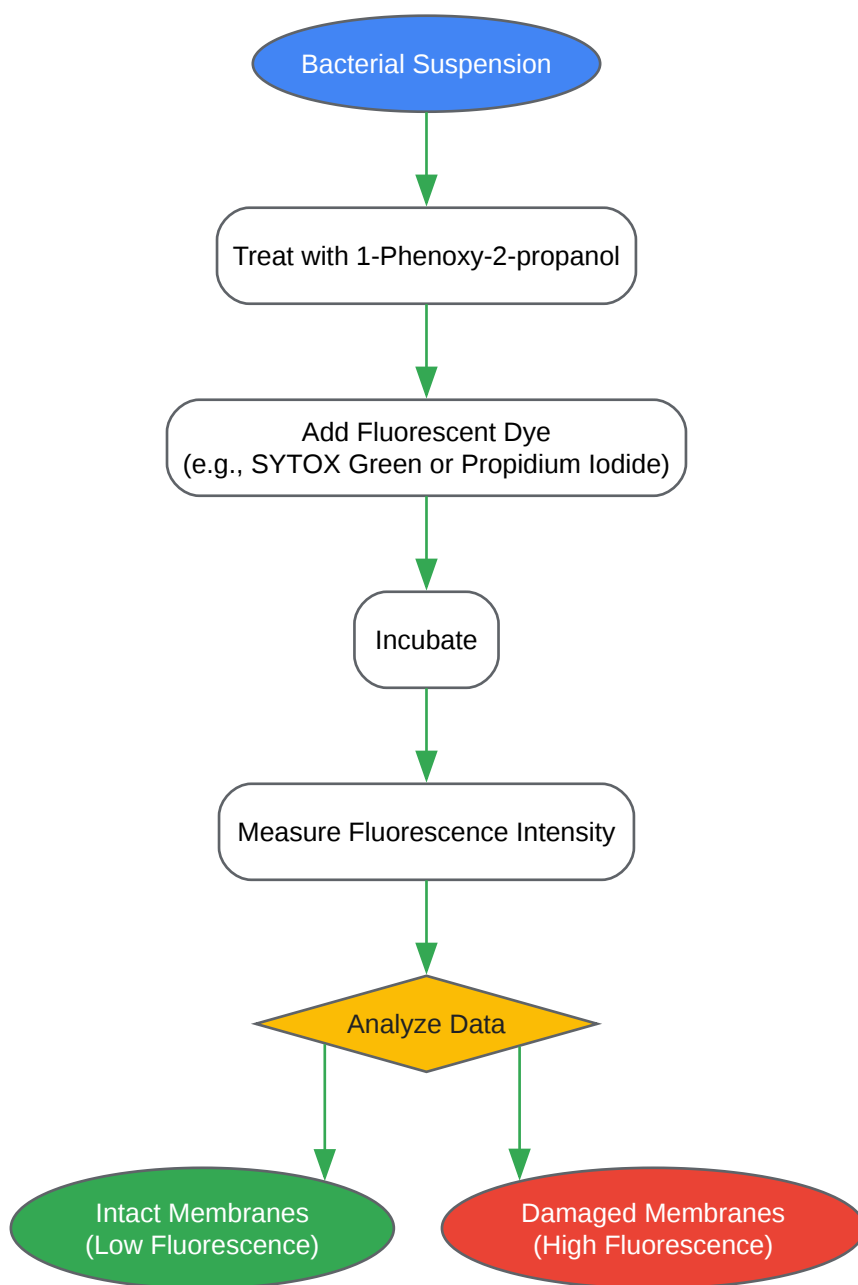 Bacterial Suspension
Treat with 1-Phenoxy-2-propanol
Add Fluorescent Dye
(e.g., SYTOX Green or Propidium Iodide)
Incubate
Measure Fluorescence Intensity
Analyze Data
Intact Membranes
(Low Fluorescence)
Damaged Membranes
(High Fluorescence)